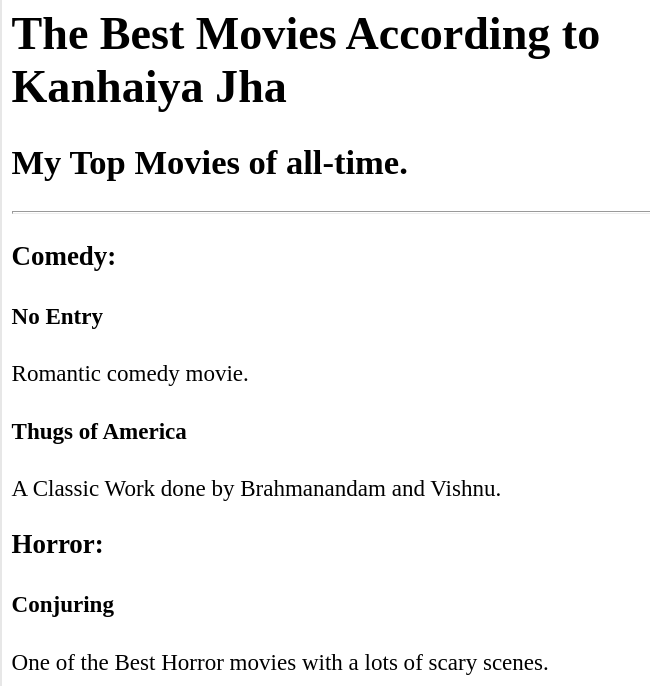 The Best Movies According to
Kanhaiya Jha
My Top Movies of all-time.
Comedy:
No Entry
Romantic comedy movie.
Thugs of America
A Classic Work done by Brahmanandam and Vishnu.
Horror:
Conjuring
One of the Best Horror movies with a lots of scary scenes.